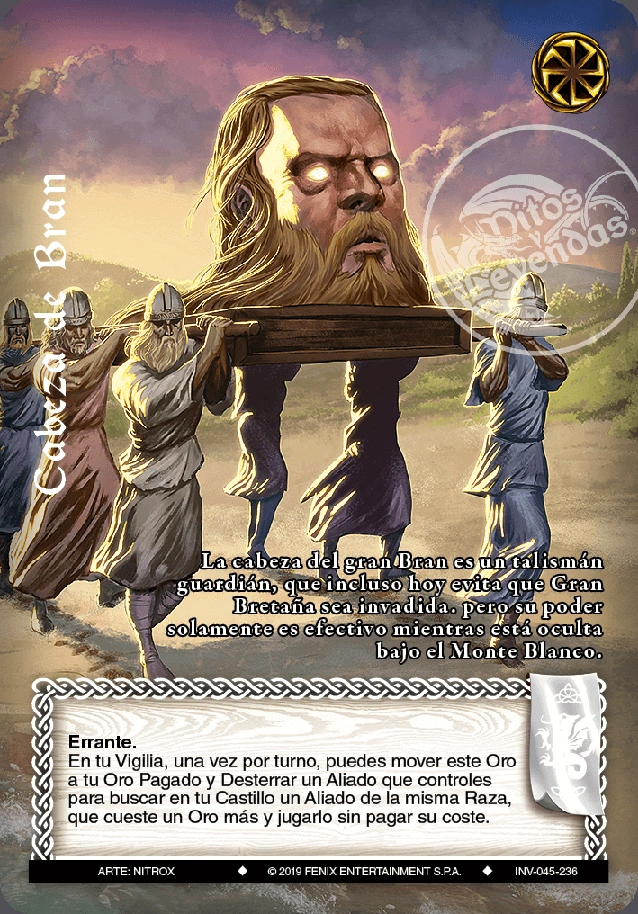 Mitos y Leyendas®
Cabeza de Bran
La cabeza del gran Bran es un talismán
guardián, que incluso hoy evita que Gran
Bretaña sea invadida. pero su poder
solamente es efectivo mientras está oculta
bajo el Monte Blanco.
Errante.
En tu Vigilia, una vez por turno, puedes mover este Oro
a tu Oro Pagado y Desterrar un Aliado que controles
para buscar en tu Castillo un Aliado de la misma Raza,
que cueste un Oro más y jugarlo sin pagar su coste.
ARTE: NITROX ◆ © 2019 FENIX ENTERTAINMENT S.P.A. ◆ INV-045-236